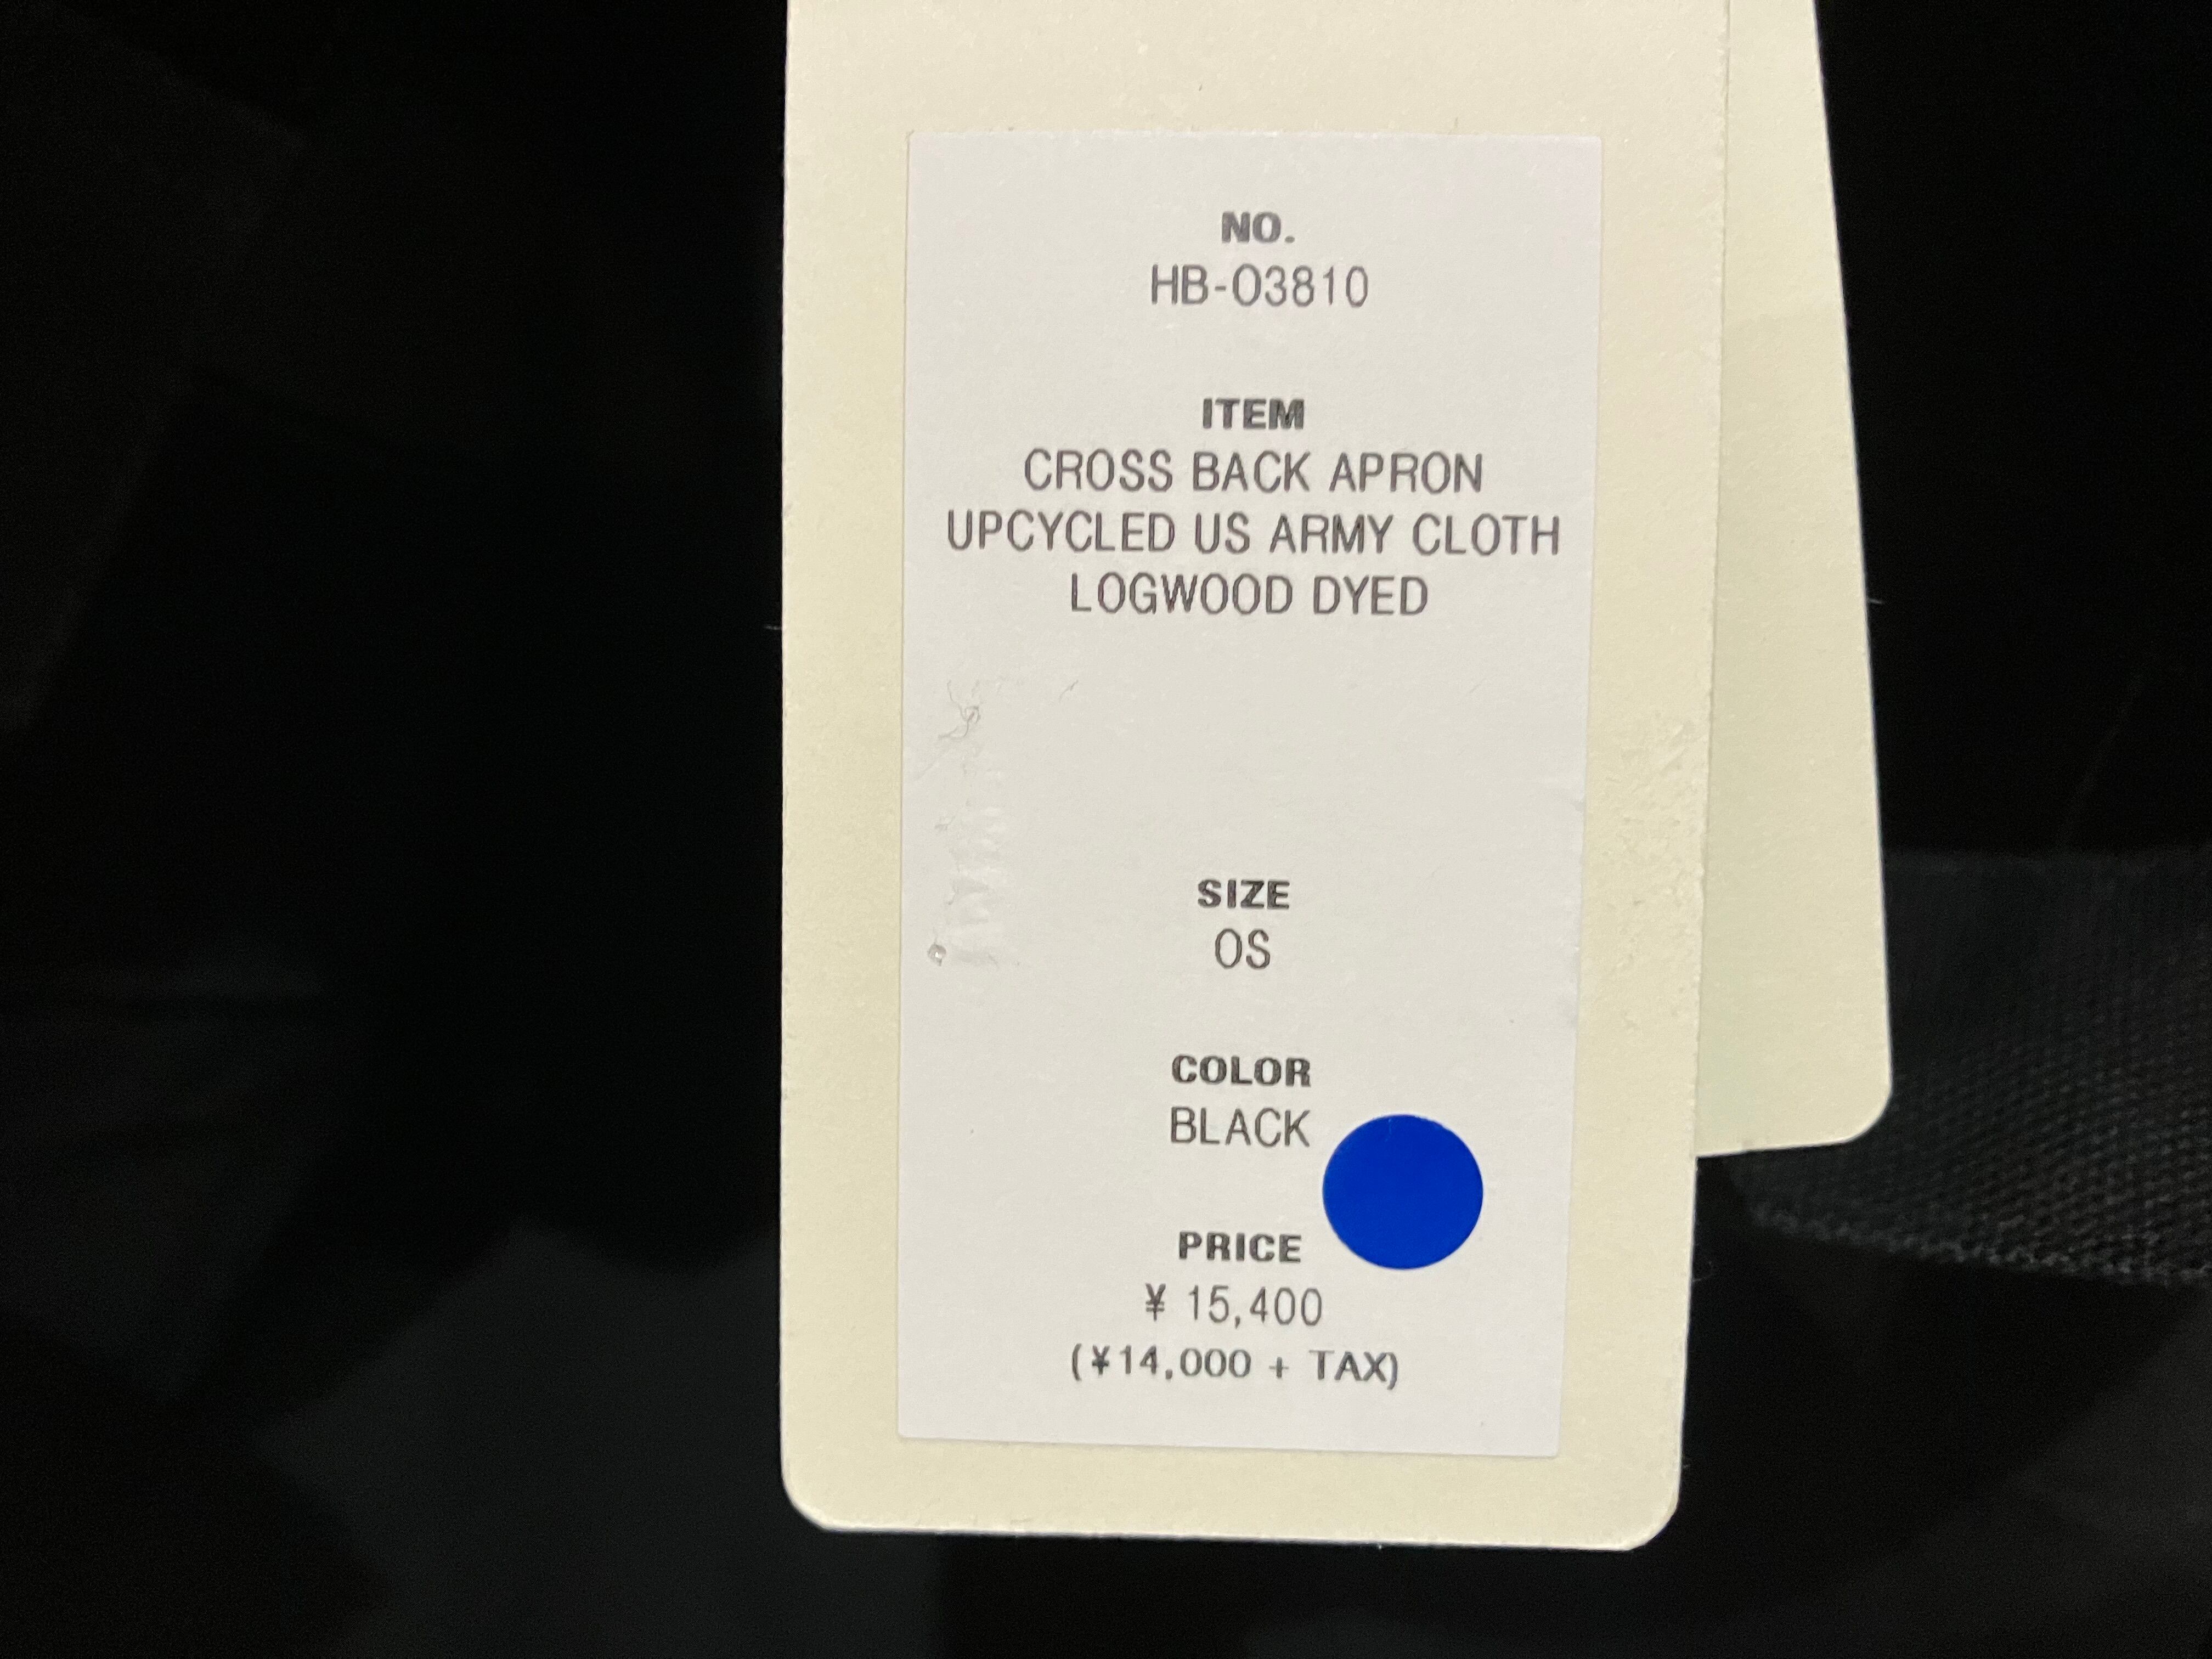 NO.
HB-O3810
ITEM
CROSS BACK APRON
UPCYCLED US ARMY CLOTH
LOGWOOD DYED
SIZE
OS
COLOR
BLACK
PRICE
¥ 15,400
(¥14,000 + TAX)